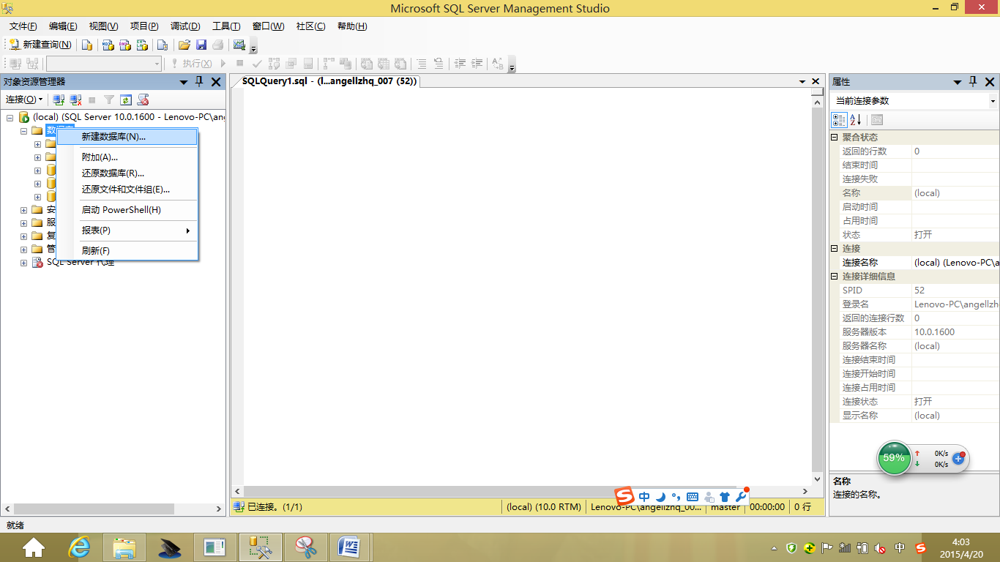 Microsoft SQL Server Management Studio
文件(F) 编辑(E) 视图(V) 项目(P) 调试(D) 工具(T) 窗口(W) 社区(C) 帮助(H)
新建查询(N)
执行(X)
对象资源管理器
连接(O)
(local) (SQL Server 10.0.1600 - Lenovo-PC\an
新建数据库(N)...
附加(A)...
还原数据库(R)...
还原文件和文件组(E)...
启动 PowerShell(H)
报表(P)
刷新(F)
安
服
复
管
SQL Server 代理
SQLQuery1.sql - (l...angellzhq_007 (52))
已连接。(1/1)
(local) (10.0 RTM)
Lenovo-PC\angellzhq_00...
master
00:00:00
0 行
属性
当前连接参数
聚合状态
返回的行数 0
结束时间
连接失败
名称 (local)
启动时间
占用时间
状态 打开
连接
连接名称 (local) (Lenovo-PC\a
连接详细信息
SPID 52
登录名 Lenovo-PC\angellzh
返回的连接行数 0
服务器版本 10.0.1600
服务器名称 (local)
连接结束时间
连接开始时间
连接占用时间
连接状态 打开
显示名称 (local)
59%
0K/s
0K/s
名称
连接的名称。
中
就绪
中
4:03
2015/4/20